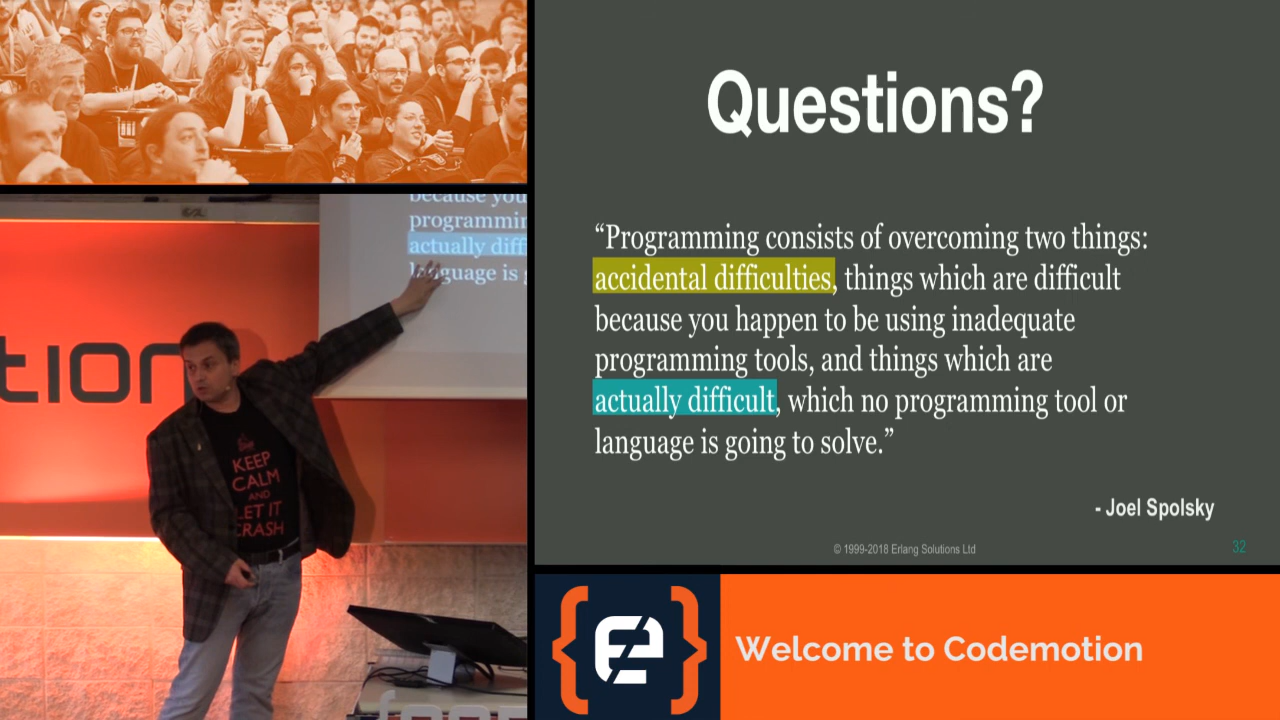 Questions?
“Programming consists of overcoming two things:
accidental difficulties, things which are difficult
because you happen to be using inadequate
programming tools, and things which are
actually difficult, which no programming tool or
language is going to solve.”
- Joel Spolsky
© 1999-2018 Erlang Solutions Ltd
32
because you
programmin
actually diff
language is g
tion
KEEP
CALM
AND
LET IT
CRASH
Welcome to Codemotion